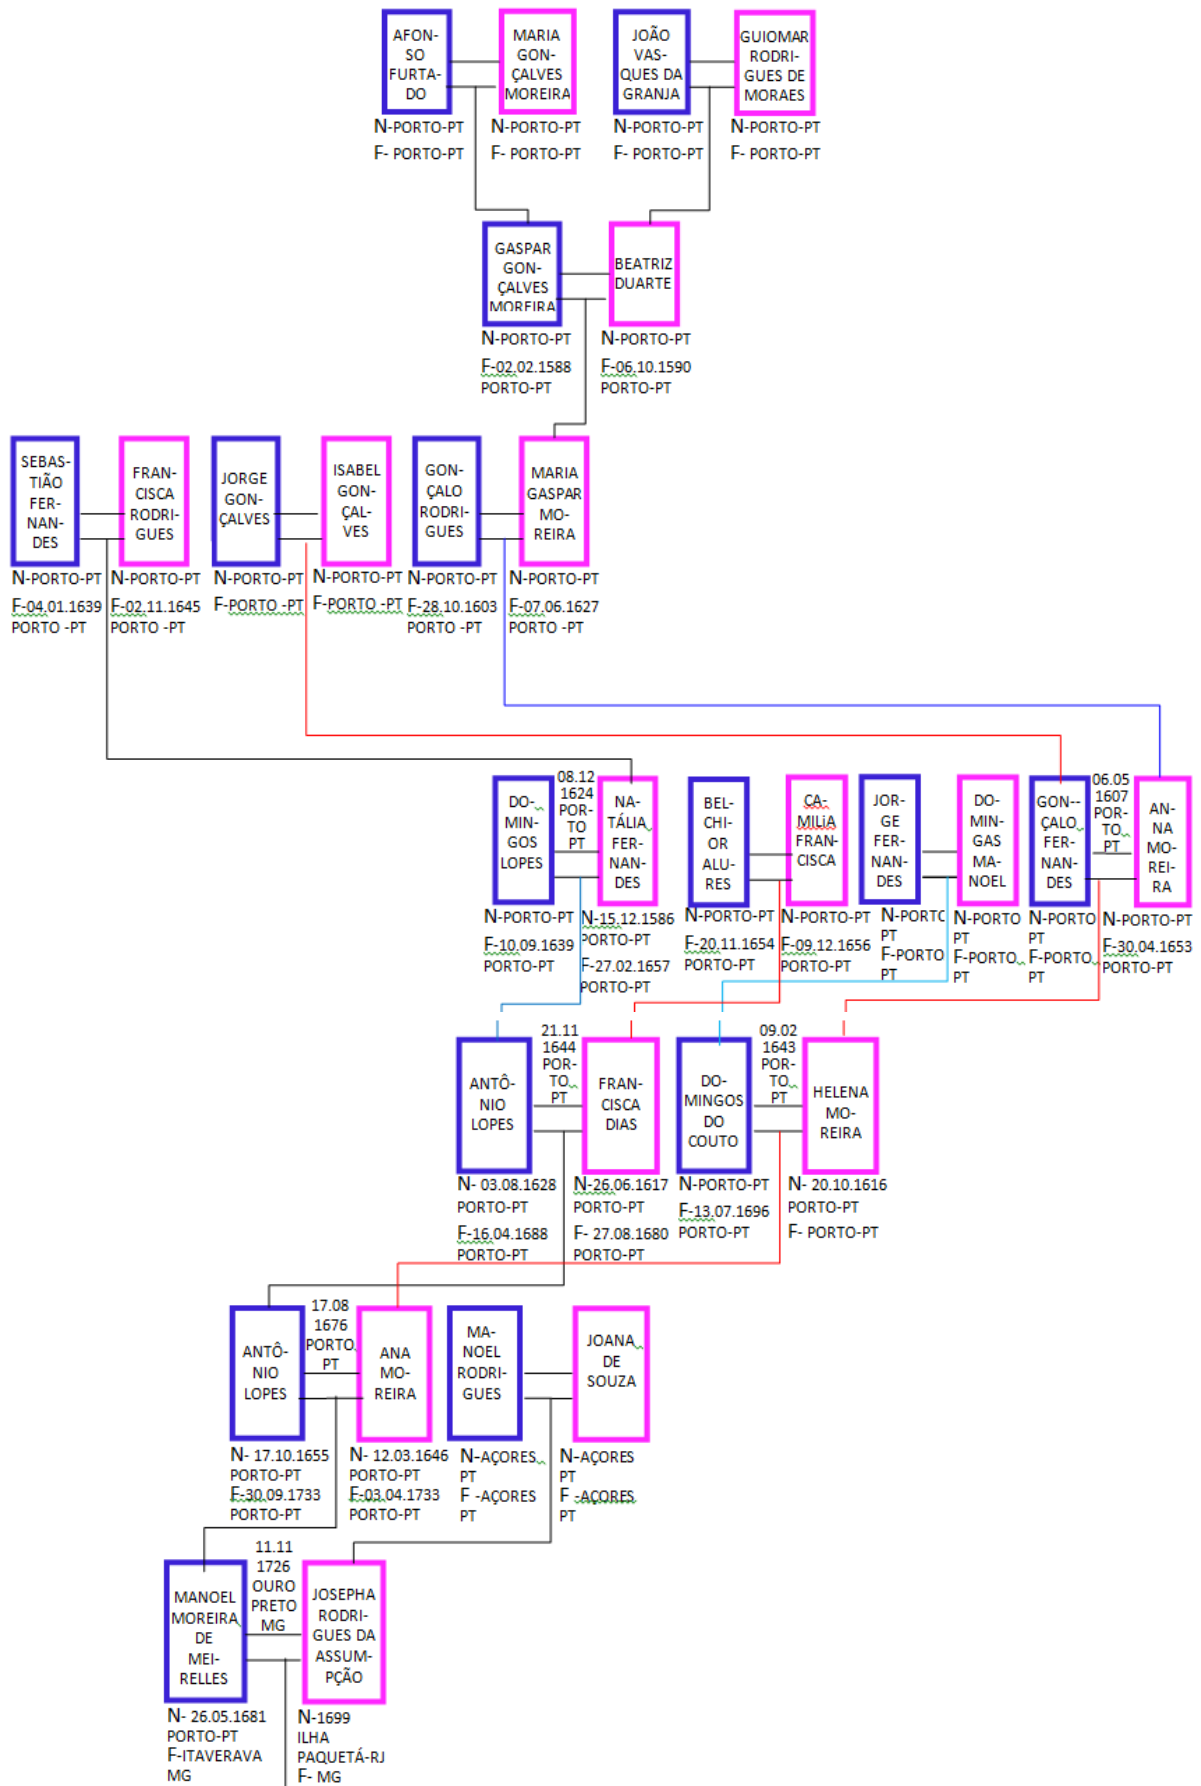 AFON-
SO
FURTA-
DO
MARIA
GON-
ÇALVES
MOREIRA
JOÃO
VAS-
QUES DA
GRANJA
GUIOMAR
RODRI-
GUES DE
MORAES
N-PORTO-PT
F- PORTO-PT
N-PORTO-PT
F- PORTO-PT
N-PORTO-PT
F- PORTO-PT
N-PORTO-PT
F- PORTO-PT
GASPAR
GON-
ÇALVES
MOREIRA
BEATRIZ
DUARTE
N-PORTO-PT
F-02.02.1588
PORTO-PT
N-PORTO-PT
F-06.10.1590
PORTO-PT
SEBAS-
TIÃO
FER-
NAN-
DES
FRAN-
CISCA
RODRI-
GUES
JORGE
GON-
ÇALVES
ISABEL
GON-
ÇAL-
VES
GON-
ÇALO
RODRI-
GUES
MARIA
GASPAR
MO-
REIRA
N-PORTO-PT
F-04.01.1639
PORTO -PT
N-PORTO-PT
F-02.11.1645
PORTO -PT
N-PORTO-PT
F-PORTO -PT
N-PORTO-PT
F-PORTO -PT
N-PORTO-PT
F-28.10.1603
PORTO -PT
N-PORTO-PT
F-07.06.1627
PORTO -PT
DO-
MIN-
GOS
LOPES
08.12
1624
POR-
TO
PT
NA-
TÁLIA
FER-
NAN-
DES
BEL-
CHI-
OR
ALU-
RES
CA-
MILiA
FRAN-
CISCA
JOR-
GE
FER-
NAN-
DES
DO-
MIN-
GAS
MA-
NOEL
GON--
ÇALO
FER-
NAN-
DES
06.05
1607
POR-
TO
PT
AN-
NA
MO-
REI-
RA
N-PORTO-PT
F-10.09.1639
PORTO-PT
N-15.12.1586
PORTO-PT
F-27.02.1657
PORTO-PT
N-PORTO-PT
F-20.11.1654
PORTO-PT
N-PORTO-PT
F-09.12.1656
PORTO-PT
N-PORTC
PT
F-PORTO
PT
N-PORTO
PT
F-PORTO
PT
N-PORTO
PT
F-PORTO
PT
N-PORTO-PT
F-30.04.1653
PORTO-PT
ANTÔ-
NIO
LOPES
21.11
1644
POR-
TO
PT
FRAN-
CISCA
DIAS
DO-
MINGOS
DO
COUTO
09.02
1643
POR-
TO
PT
HELENA
MO-
REIRA
N- 03.08.1628
PORTO-PT
F-16.04.1688
PORTO-PT
N-26.06.1617
PORTO-PT
F- 27.08.1680
PORTO-PT
N-PORTO-PT
F-13.07.1696
PORTO-PT
N- 20.10.1616
PORTO-PT
F- PORTO-PT
ANTÔ-
NIO
LOPES
17.08
1676
PORTO
PT
ANA
MO-
REIRA
MA-
NOEL
RODRI-
GUES
JOANA
DE
SOUZA
N- 17.10.1655
PORTO-PT
F-30.09.1733
PORTO-PT
N- 12.03.1646
PORTO-PT
F-03.04.1733
PORTO-PT
N-AÇORES
PT
F -AÇORES
PT
N-AÇORES
PT
F -AÇORES
PT
MANOEL
MOREIRA
DE
MEI-
RELLES
11.11
1726
OURO
PRETO
MG
JOSEPHA
RODRI-
GUES DA
ASSUM-
PÇÃO
N- 26.05.1681
PORTO-PT
F-ITAVERAVA
MG
N-1699
ILHA
PAQUETÁ-RJ
F- MG